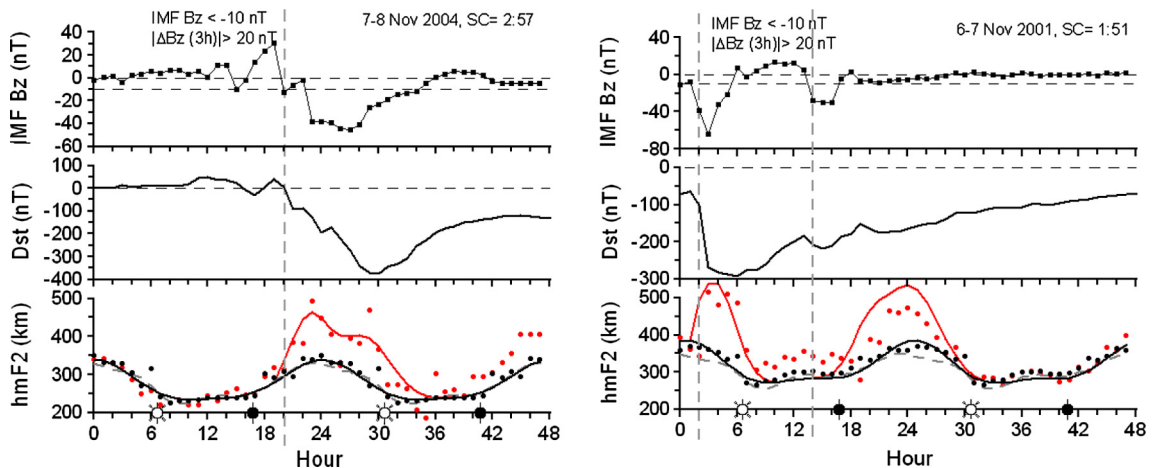 IMF Bz < -10 nT
|ΔBz (3h)|> 20 nT
7-8 Nov 2004, SC= 2:57
IMF Bz (nT)
40
20
0
-20
-40
-60
Dst (nT)
100
0
-100
-200
-300
-400
hmF2 (km)
500
400
300
200
0 6 12 18 24 30 36 42 48
Hour
IMF Bz < -10 nT
|ΔBz (3h)|> 20 nT
6-7 Nov 2001, SC= 1:51
IMF Bz (nT)
40
0
-40
-80
Dst (nT)
0
-100
-200
-300
hmF2 (km)
500
400
300
200
0 6 12 18 24 30 36 42 48
Hour